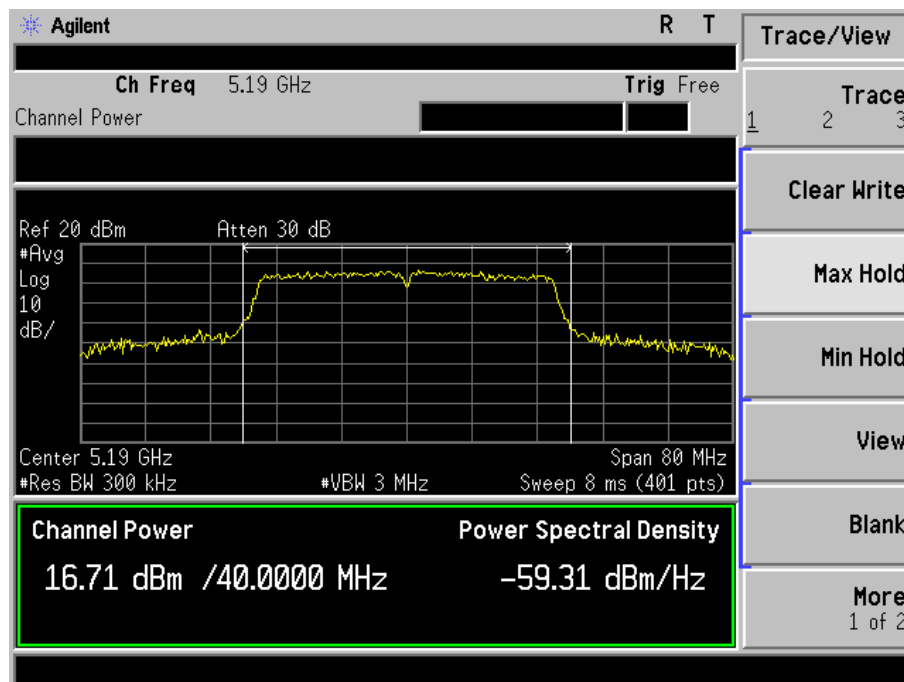 Agilent R T
Ch Freq 5.19 GHz Trig Free
Channel Power
Ref 20 dBm Atten 30 dB
#Avg
Log
10
dB/
Center 5.19 GHz Span 80 MHz
#Res BW 300 kHz #VBW 3 MHz Sweep 8 ms (401 pts)
Channel Power Power Spectral Density
16.71 dBm /40.0000 MHz -59.31 dBm/Hz
Trace/View
Trace
1 2 3
Clear Write
Max Hold
Min Hold
View
Blank
More
1 of 2